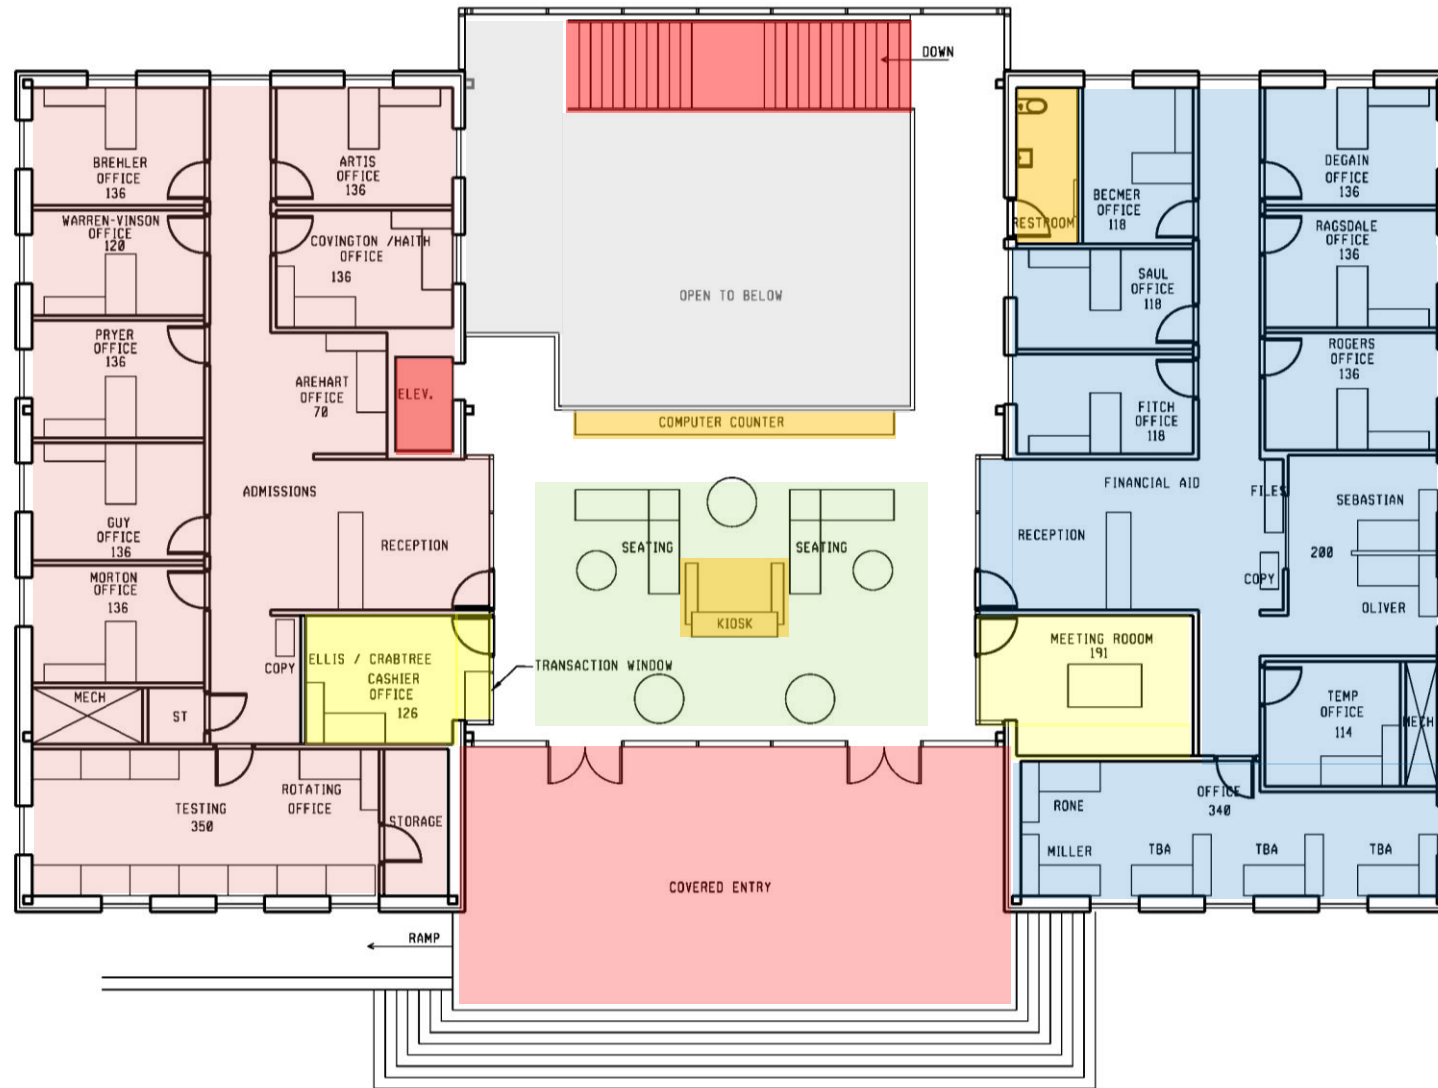 DOWN
BREHLER
OFFICE
136
ARTIS
OFFICE
136
WARREN-VINSON
OFFICE
120
COVINGTON /HAITH
OFFICE
136
PRYER
OFFICE
136
AREHART
OFFICE
70
ELEV.
GUY
OFFICE
136
ADMISSIONS
RECEPTION
MORTON
OFFICE
136
COPY
ELLIS / CRABTREE
CASHIER
OFFICE
126
MECH
ST
TESTING
350
ROTATING
OFFICE
STORAGE
RAMP
OPEN TO BELOW
COMPUTER COUNTER
SEATING
SEATING
KIOSK
TRANSACTION WINDOW
COVERED ENTRY
RESTROOM
BECMER
OFFICE
118
DEGAIN
OFFICE
136
SAUL
OFFICE
118
RAGSDALE
OFFICE
136
FITCH
OFFICE
118
ROGERS
OFFICE
136
FINANCIAL AID
FILES
RECEPTION
COPY
SEBASTIAN
200
OLIVER
MEETING ROOOM
191
TEMP
OFFICE
114
MECH
OFFICE
340
RONE
MILLER
TBA
TBA
TBA